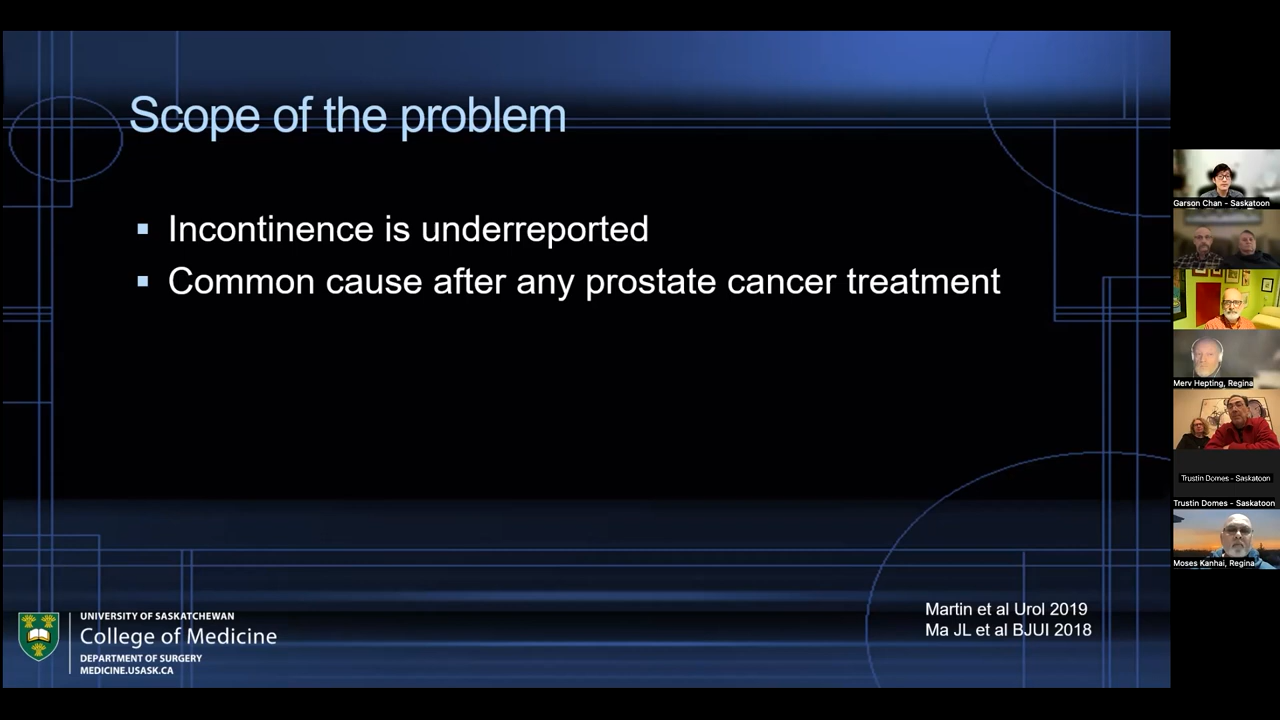 Scope of the problem
Incontinence is underreported
Common cause after any prostate cancer treatment
Martin et al Urol 2019
Ma JL et al BJUI 2018
UNIVERSITY OF SASKATCHEWAN
College of Medicine
DEPARTMENT OF SURGERY
MEDICINE.USASK.CA
Garson Chan - Saskatoon
Merv Hepting, Regina
Trustin Domes - Saskatoon
Trustin Domes - Saskatoon
Moses Kanhai, Regina